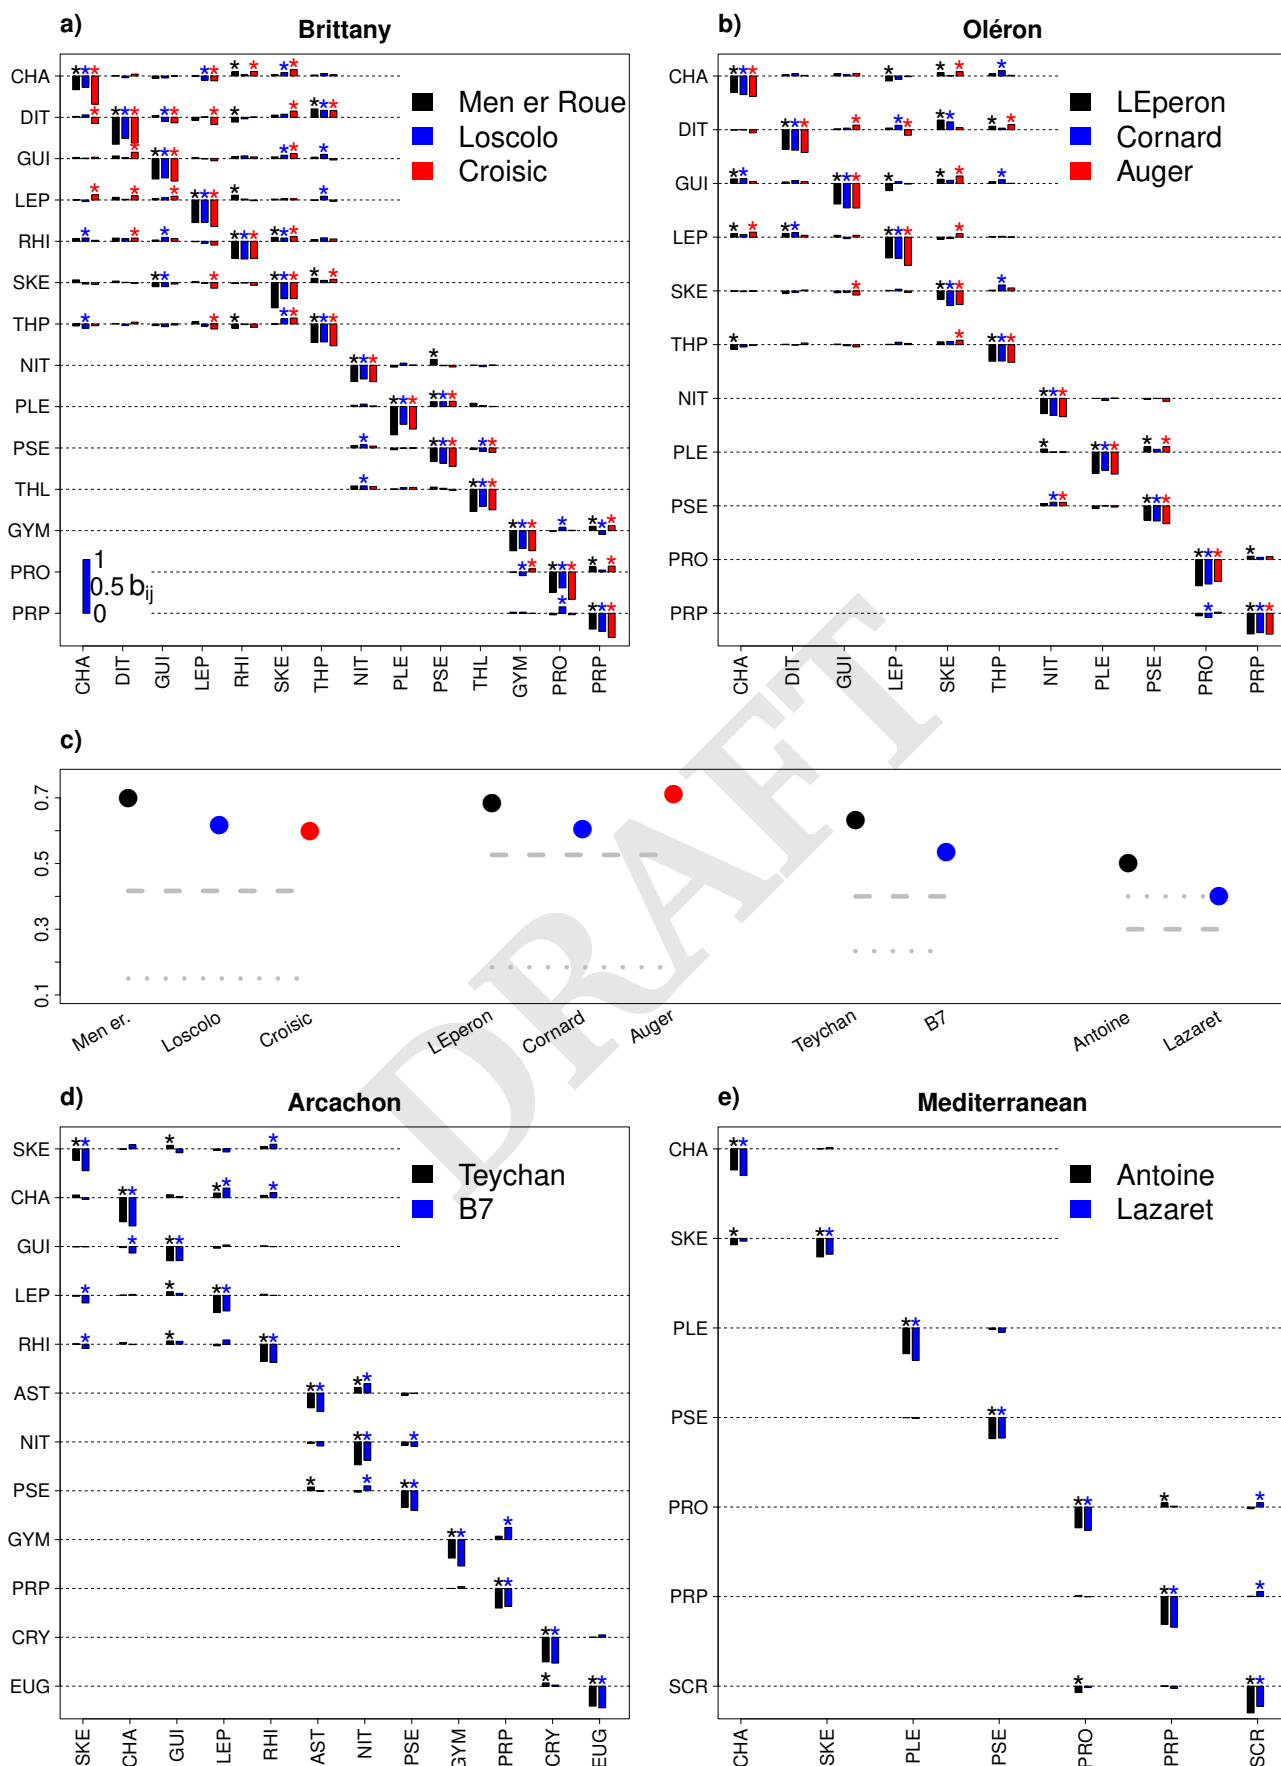 a)
Brittany
CHA
DIT
GUI
LEP
RHI
SKE
THP
NIT
PLE
PSE
THL
GYM
PRO
PRP
Men er Roue
Loscolo
Croisic
1
0.5 bij
0
CHA DIT GUI LEP RHI SKE THP NIT PLE PSE THL GYM PRO PRP
b)
Oléron
CHA
DIT
GUI
LEP
SKE
THP
NIT
PLE
PSE
PRO
PRP
LEperon
Cornard
Auger
CHA DIT GUI LEP SKE THP NIT PLE PSE PRO PRP
c)
0.7
0.5
0.3
0.1
Men er. Loscolo Croisic LEperon Cornard Auger Teychan B7 Antoine Lazaret
d)
Arcachon
SKE
CHA
GUI
LEP
RHI
AST
NIT
PSE
GYM
PRP
CRY
EUG
Teychan
B7
SKE CHA GUI LEP RHI AST NIT PSE GYM PRP CRY EUG
e)
Mediterranean
CHA
SKE
PLE
PSE
PRO
PRP
SCR
Antoine
Lazaret
CHA SKE PLE PSE PRO PRP SCR
DRAFT